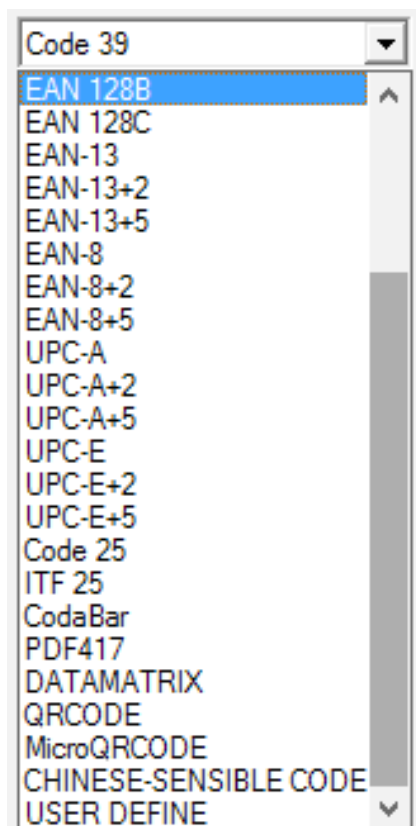 Code 39
EAN 128B
EAN 128C
EAN-13
EAN-13+2
EAN-13+5
EAN-8
EAN-8+2
EAN-8+5
UPC-A
UPC-A+2
UPC-A+5
UPC-E
UPC-E+2
UPC-E+5
Code 25
ITF 25
CodaBar
PDF417
DATAMATRIX
QRCODE
MicroQRCODE
CHINESE-SENSIBLE CODE
USER DEFINE